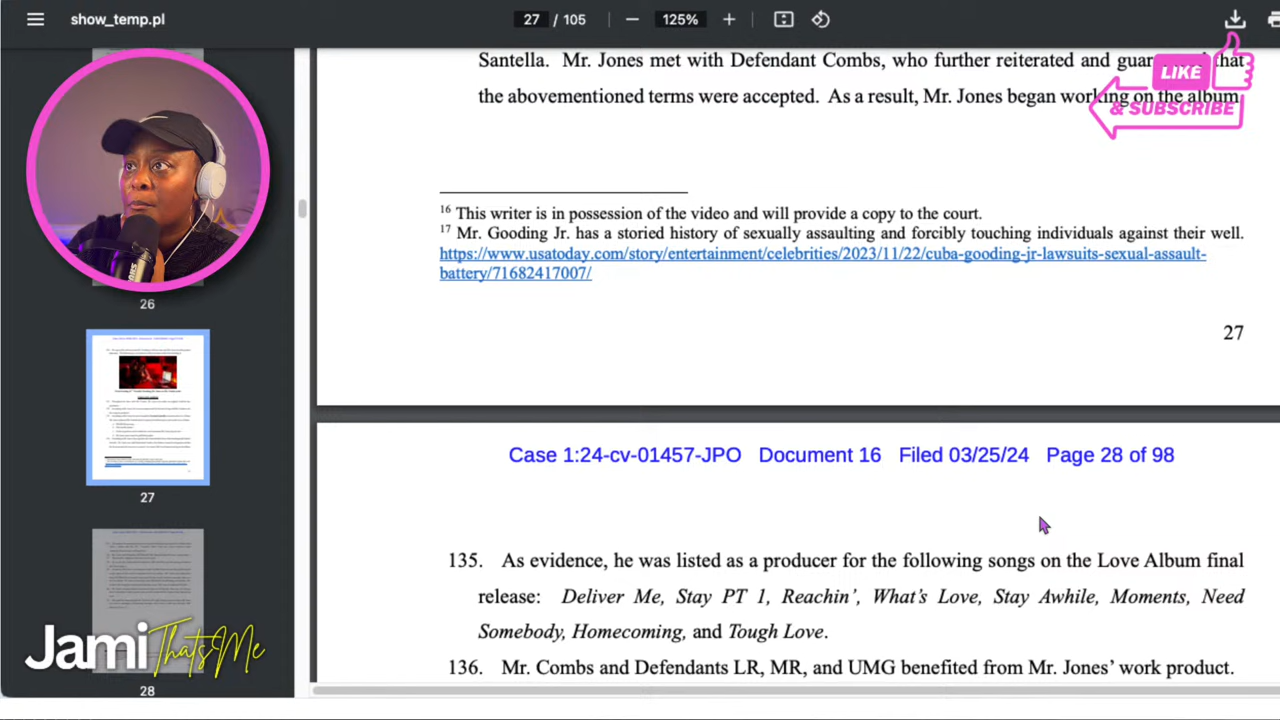 show_temp.pl
27 / 105
125%
Santella. Mr. Jones met with Defendant Combs, who further reiterated and that
the abovementioned terms were accepted. As a result, Mr. Jones began working on the album
LIKE
& SUBSCRIBE
16 This writer is in possession of the video and will provide a copy to the court.
17 Mr. Gooding Jr. has a storied history of sexually assaulting and forcibly touching individuals against their well.
https://www.usatoday.com/story/entertainment/celebrities/2023/11/22/cuba-gooding-jr-lawsuits-sexual-assault-
battery/71682417007/
27
Case 1:24-cv-01457-JPO Document 16 Filed 03/25/24 Page 28 of 98
135. As evidence, he was listed as a producer for the following songs on the Love Album final
release: Deliver Me, Stay PT 1, Reachin', What's Love, Stay Awhile, Moments, Need
Somebody, Homecoming, and Tough Love.
136. Mr. Combs and Defendants LR, MR, and UMG benefited from Mr. Jones' work product.
26
27
28
Jami ThatsMe